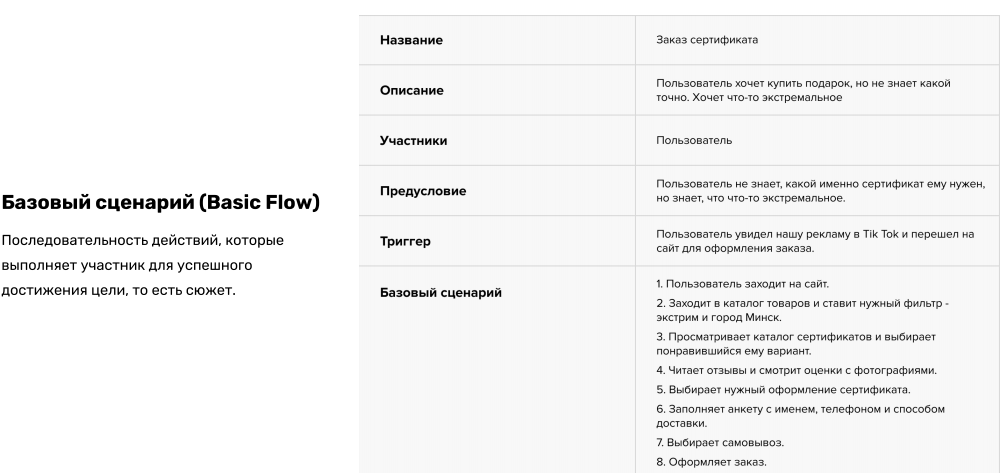 Базовый сценарий (Basic Flow)
Последовательность действий, которые
выполняет участник для успешного
достижения цели, то есть сюжет.
Название
Заказ сертификата
Описание
Пользователь хочет купить подарок, но не знает какой
точно. Хочет что-то экстремальное
Участники
Пользователь
Предусловие
Пользователь не знает, какой именно сертификат ему нужен,
но знает, что что-то экстремальное.
Триггер
Пользователь увидел нашу рекламу в Tik Tok и перешел на
сайт для оформления заказа.
Базовый сценарий
1. Пользователь заходит на сайт.
2. Заходит в каталог товаров и ставит нужный фильтр -
экстрим и город Минск.
3. Просматривает каталог сертификатов и выбирает
понравившийся ему вариант.
4. Читает отзывы и смотрит оценки с фотографиями.
5. Выбирает нужный оформление сертификата.
6. Заполняет анкету с именем, телефоном и способом
доставки.
7. Выбирает самовывоз.
8. Оформляет заказ.